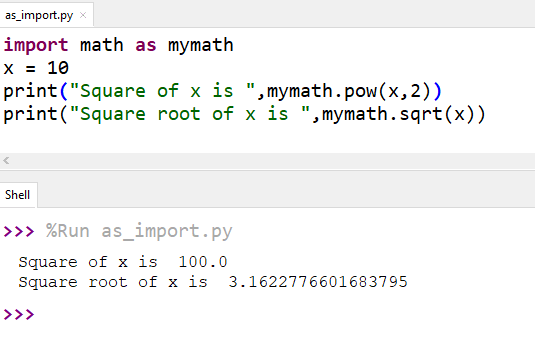 as_import.py ×
import math as mymath
x = 10
print("Square of x is ",mymath.pow(x,2))
print("Square root of x is ",mymath.sqrt(x))
<
Shell
>>> %Run as_import.py
Square of x is  100.0
Square root of x is  3.1622776601683795
>>>